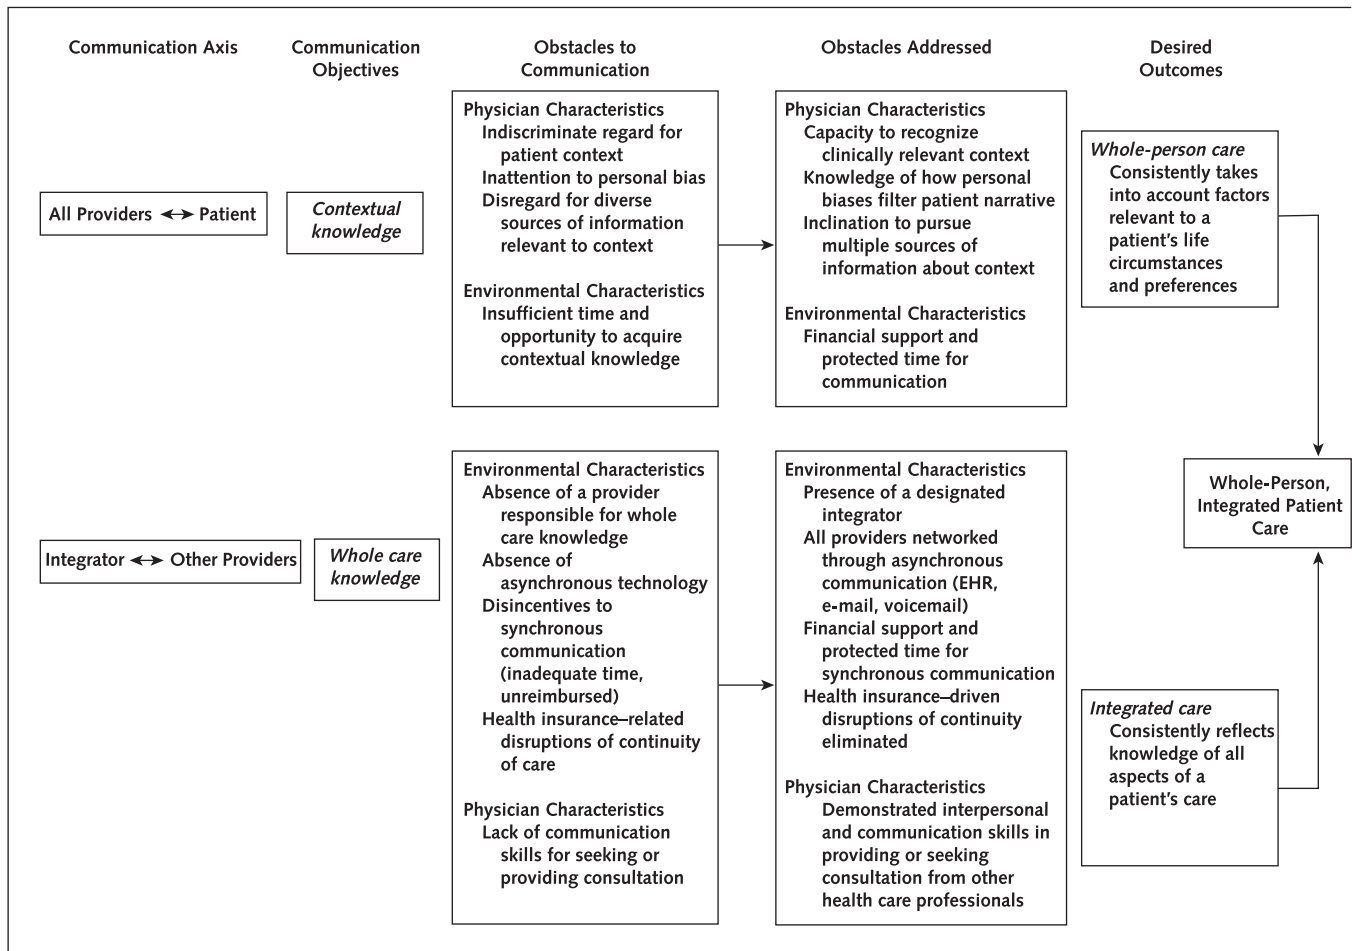 Communication Axis
Communication
Objectives
Obstacles to
Communication
Obstacles Addressed
Desired
Outcomes
All Providers ↔ Patient
Contextual
knowledge
Physician Characteristics
Indiscriminate regard for
patient context
Inattention to personal bias
Disregard for diverse
sources of information
relevant to context
Environmental Characteristics
Insufficient time and
opportunity to acquire
contextual knowledge
Physician Characteristics
Capacity to recognize
clinically relevant context
Knowledge of how personal
biases filter patient narrative
Inclination to pursue
multiple sources of
information about context
Environmental Characteristics
Financial support and
protected time for
communication
Whole-person care
Consistently takes
into account factors
relevant to a
patient's life
circumstances
and preferences
Integrator ↔ Other Providers
Whole care
knowledge
Environmental Characteristics
Absence of a provider
responsible for whole
care knowledge
Absence of
asynchronous technology
Disincentives to
synchronous
communication
(inadequate time,
unreimbursed)
Health insurance–related
disruptions of continuity
of care
Physician Characteristics
Lack of communication
skills for seeking or
providing consultation
Environmental Characteristics
Presence of a designated
integrator
All providers networked
through asynchronous
communication (EHR,
e-mail, voicemail)
Financial support and
protected time for
synchronous communication
Health insurance–driven
disruptions of continuity
eliminated
Physician Characteristics
Demonstrated interpersonal
and communication skills in
providing or seeking
consultation from other
health care professionals
Integrated care
Consistently reflects
knowledge of all
aspects of a
patient's care
Whole-Person,
Integrated Patient
Care